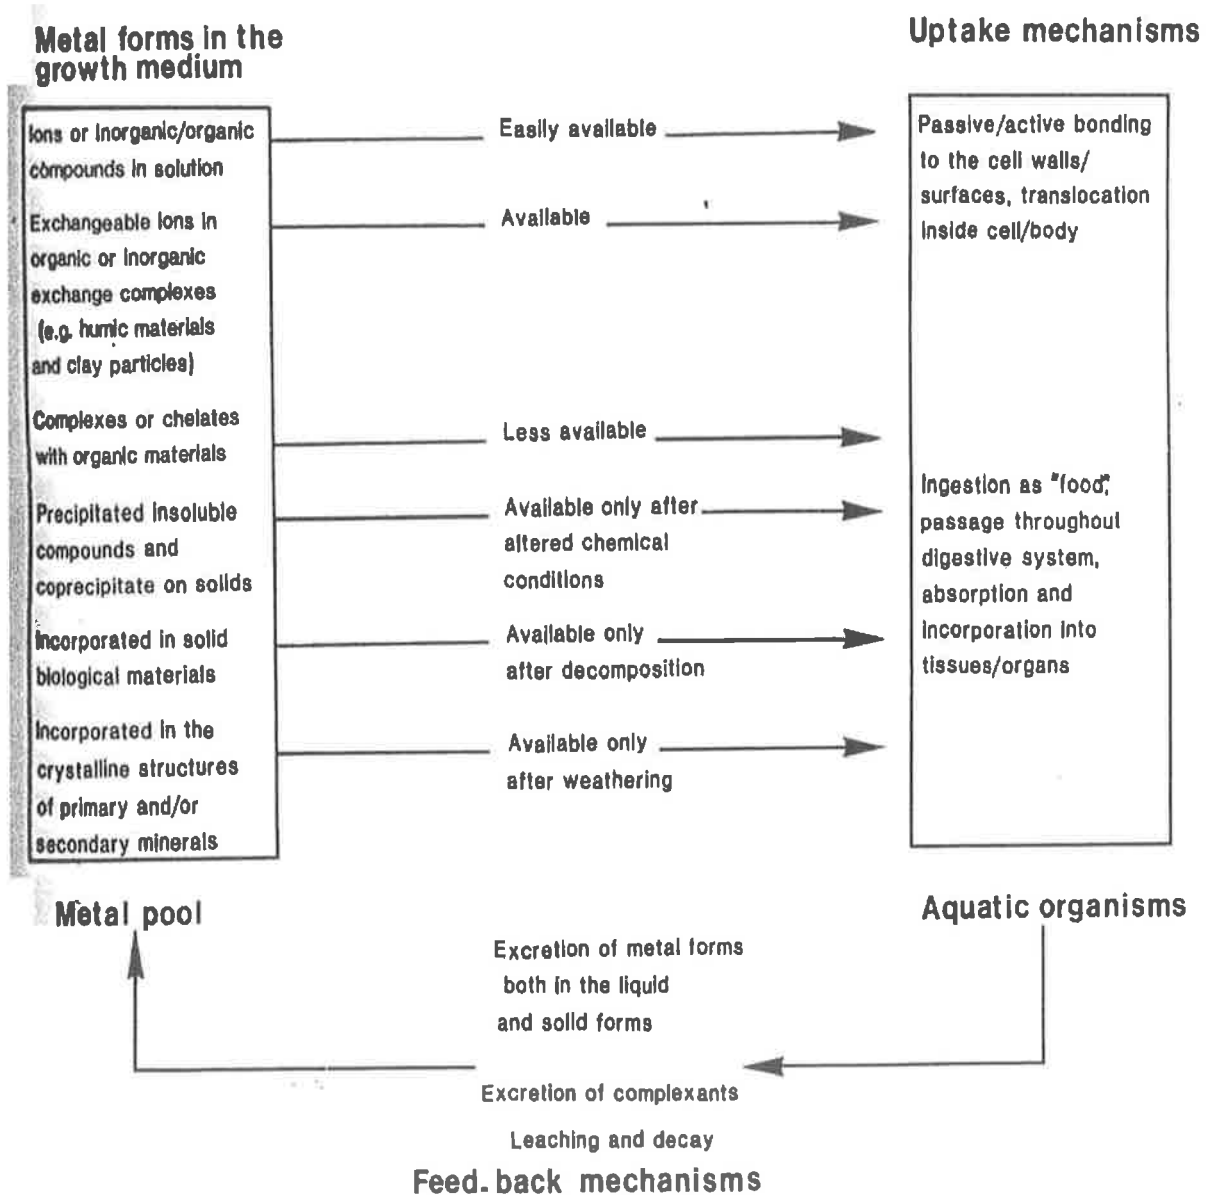 Metal forms in the
growth medium
Uptake mechanisms
Ions or inorganic/organic
compounds in solution
Exchangeable ions in
organic or inorganic
exchange complexes
(e.g. humic materials
and clay particles)
Complexes or chelates
with organic materials
Precipitated insoluble
compounds and
coprecipitate on solids
Incorporated in solid
biological materials
Incorporated in the
crystalline structures
of primary and/or
secondary minerals
Easily available
Available
Less available
Available only after
altered chemical
conditions
Available only
after decomposition
Available only
after weathering
Passive/active bonding
to the cell walls/
surfaces, translocation
inside cell/body
Ingestion as "food",
passage throughout
digestive system,
absorption and
incorporation into
tissues/organs
Metal pool
Aquatic organisms
Excretion of metal forms
both in the liquid
and solid forms
Excretion of complexants
Leaching and decay
Feed-back mechanisms